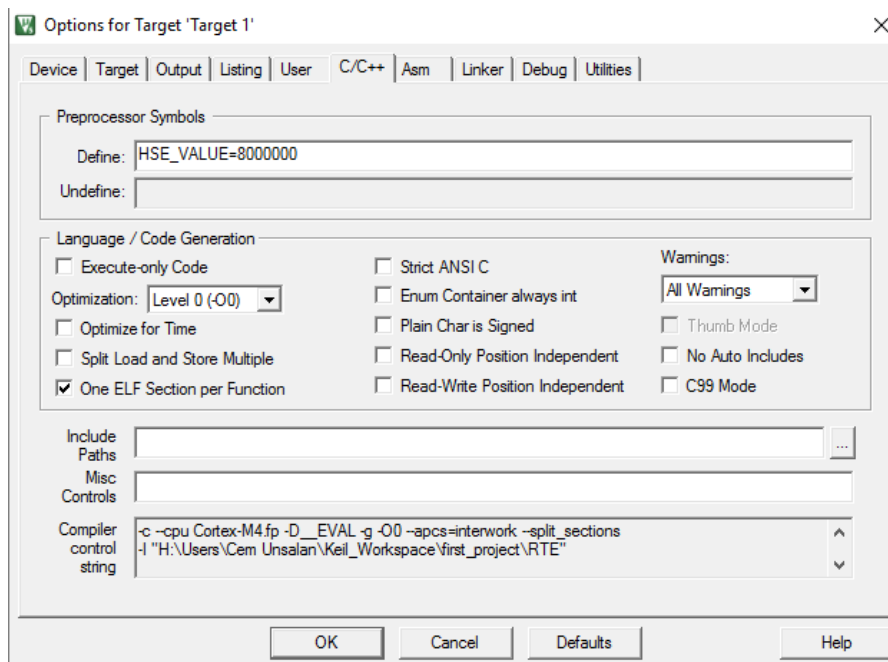 Options for Target 'Target 1'
Device Target Output Listing User C/C++ Asm Linker Debug Utilities
Preprocessor Symbols
Define: HSE_VALUE=8000000
Undefine:
Language / Code Generation
Execute-only Code
Optimization: Level 0 (-O0)
Optimize for Time
Split Load and Store Multiple
One ELF Section per Function
Strict ANSI C
Enum Container always int
Plain Char is Signed
Read-Only Position Independent
Read-Write Position Independent
Warnings:
All Warnings
Thumb Mode
No Auto Includes
C99 Mode
Include
Paths
...
Misc
Controls
Compiler
control
string
-c --cpu Cortex-M4.fp -D__EVAL -g -O0 --apcs=interwork --split_sections
-I "H:\Users\Cem Unsalan\Keil_Workspace\first_project\RTE"
OK Cancel Defaults Help